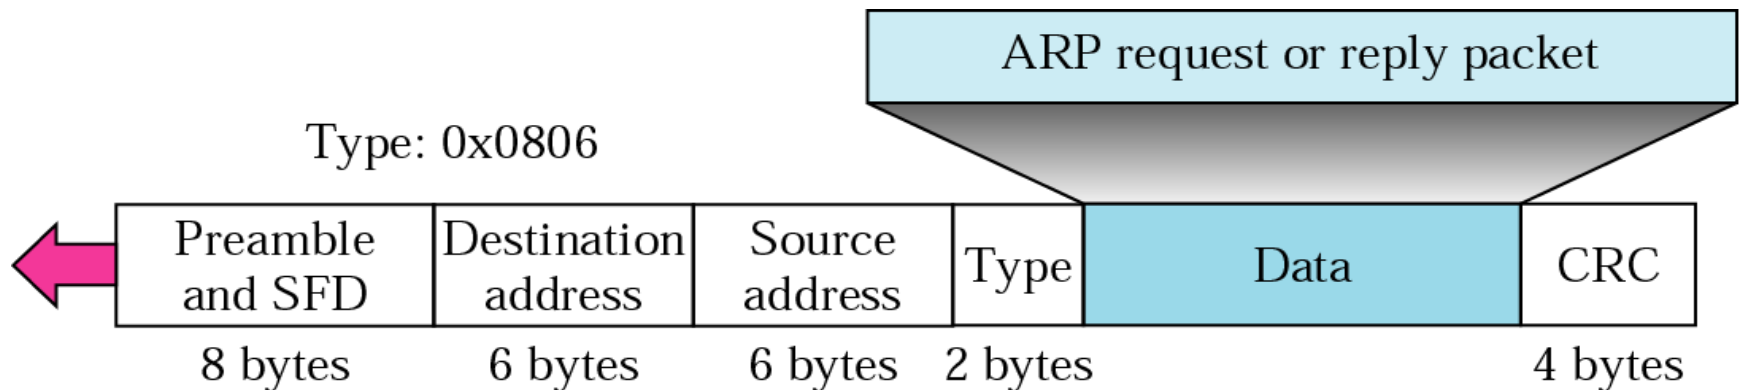 ARP request or reply packet
Type: 0x0806
Preamble
and SFD
Destination
address
Source
address
Type
Data
CRC
8 bytes
6 bytes
6 bytes
2 bytes
4 bytes